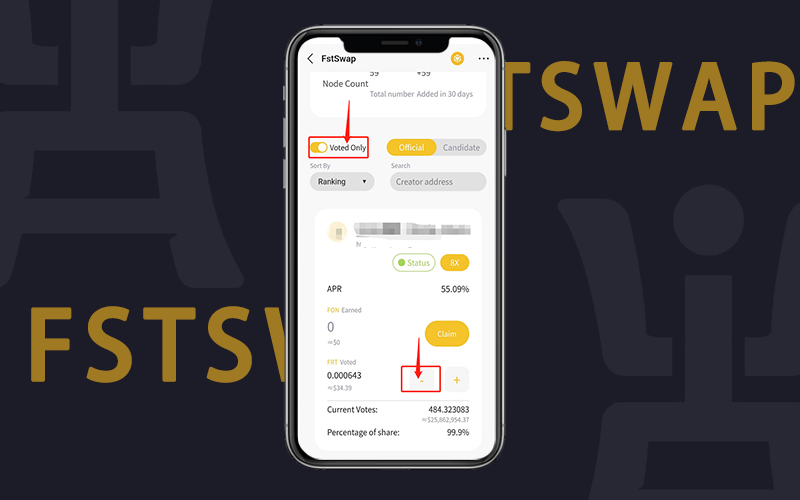 FstSwap
59 +59
Node Count
Total number Added in 30 days
Voted Only Official Candidate
Sort By Search
Ranking Creator address
Status 8X
APR 55.09%
FON Earned
0
≈$0
Claim
FRT Voted
0.000643
≈$34.39
- +
Current Votes: 484.323083
≈$25,862,954.37
Percentage of share: 99.9%
TSWAP
FSTSW